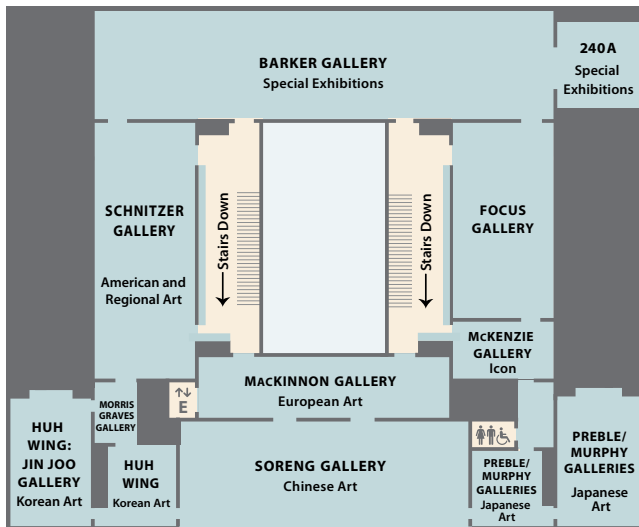 BARKER GALLERY
Special Exhibitions
240A
Special
Exhibitions
SCHNITZER
GALLERY
American and
Regional Art
Stairs Down
Stairs Down
FOCUS
GALLERY
McKENZIE
GALLERY
Icon
MACKINNON GALLERY
European Art
E
MORRIS
GRAVES
GALLERY
HUH
WING:
JIN JOO
GALLERY
Korean Art
HUH
WING
Korean Art
SORENG GALLERY
Chinese Art
PREBLE/
MURPHY
GALLERIES
Japanese
Art
PREBLE/
MURPHY
GALLERIES
Japanese
Art